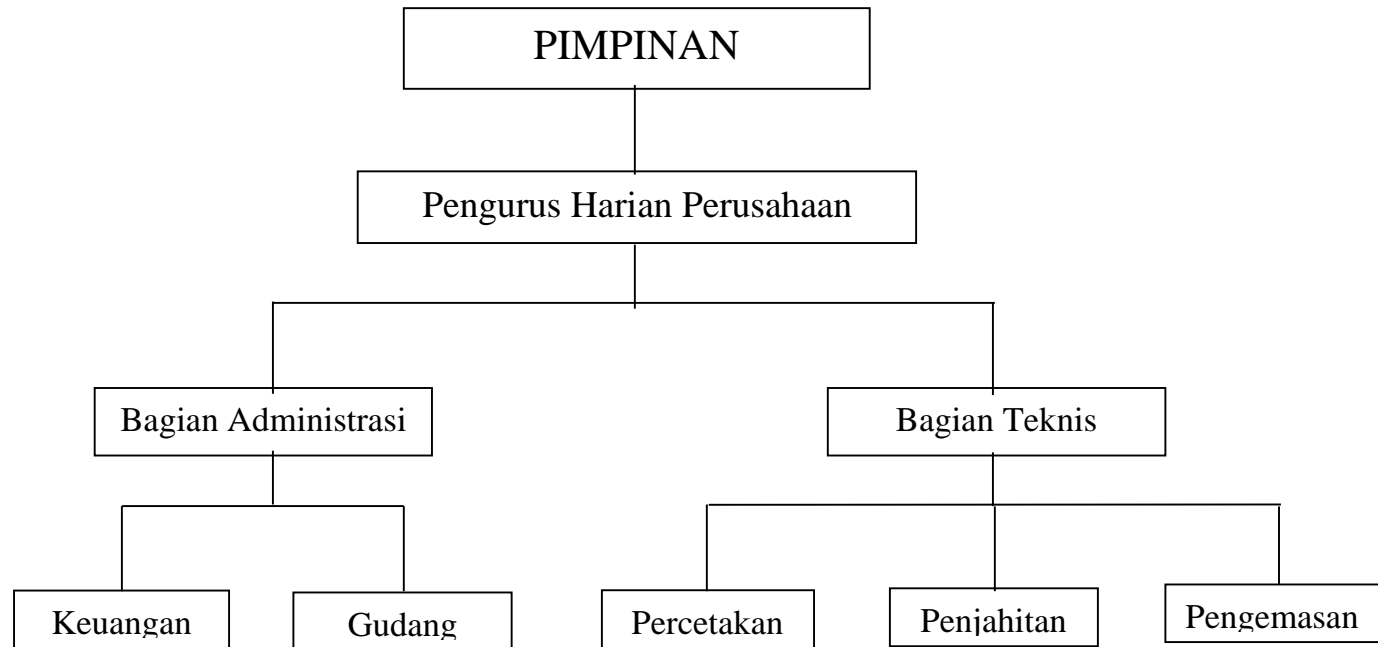 PIMPINAN
Pengurus Harian Perusahaan
Bagian Administrasi
Bagian Teknis
Keuangan
Gudang
Percetakan
Penjahitan
Pengemasan